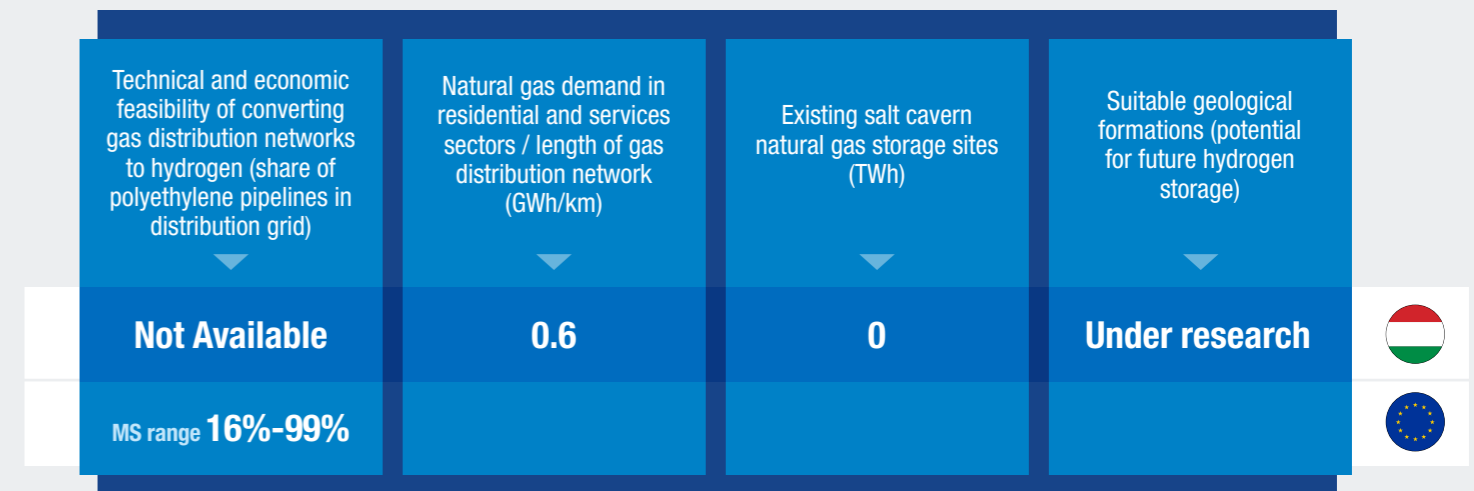 Technical and economic
feasibility of converting
gas distribution networks
to hydrogen (share of
polyethylene pipelines in
distribution grid)
Natural gas demand in
residential and services
sectors / length of gas
distribution network
(GWh/km)
Existing salt cavern
natural gas storage sites
(TWh)
Suitable geological
formations (potential
for future hydrogen
storage)
Not Available
0.6
0
Under research
MS range 16%-99%